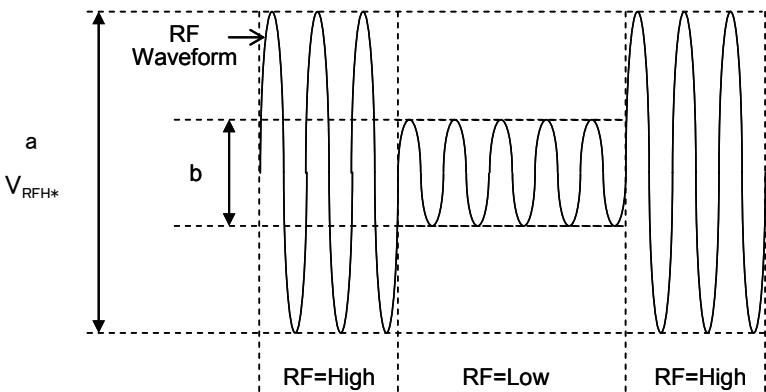 RF
Waveform
a
V_RFH*
b
RF=High
RF=Low
RF=High